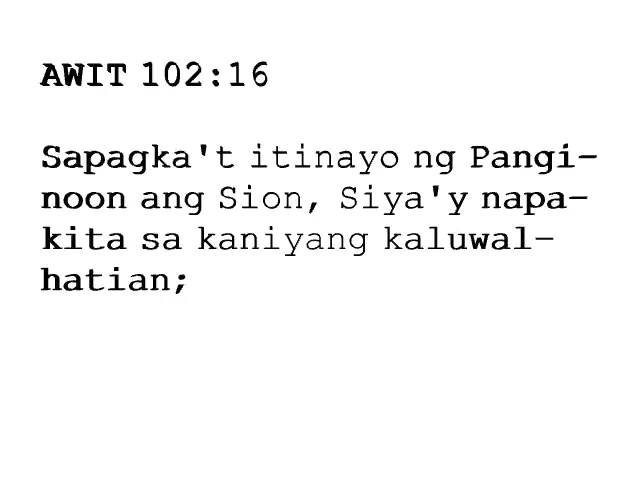 AWIT 102:16
Sapagka't itinayo ng Pangi-
noon ang Sion, Siya'y napa-
kita sa kaniyang kaluwal-
hatian;